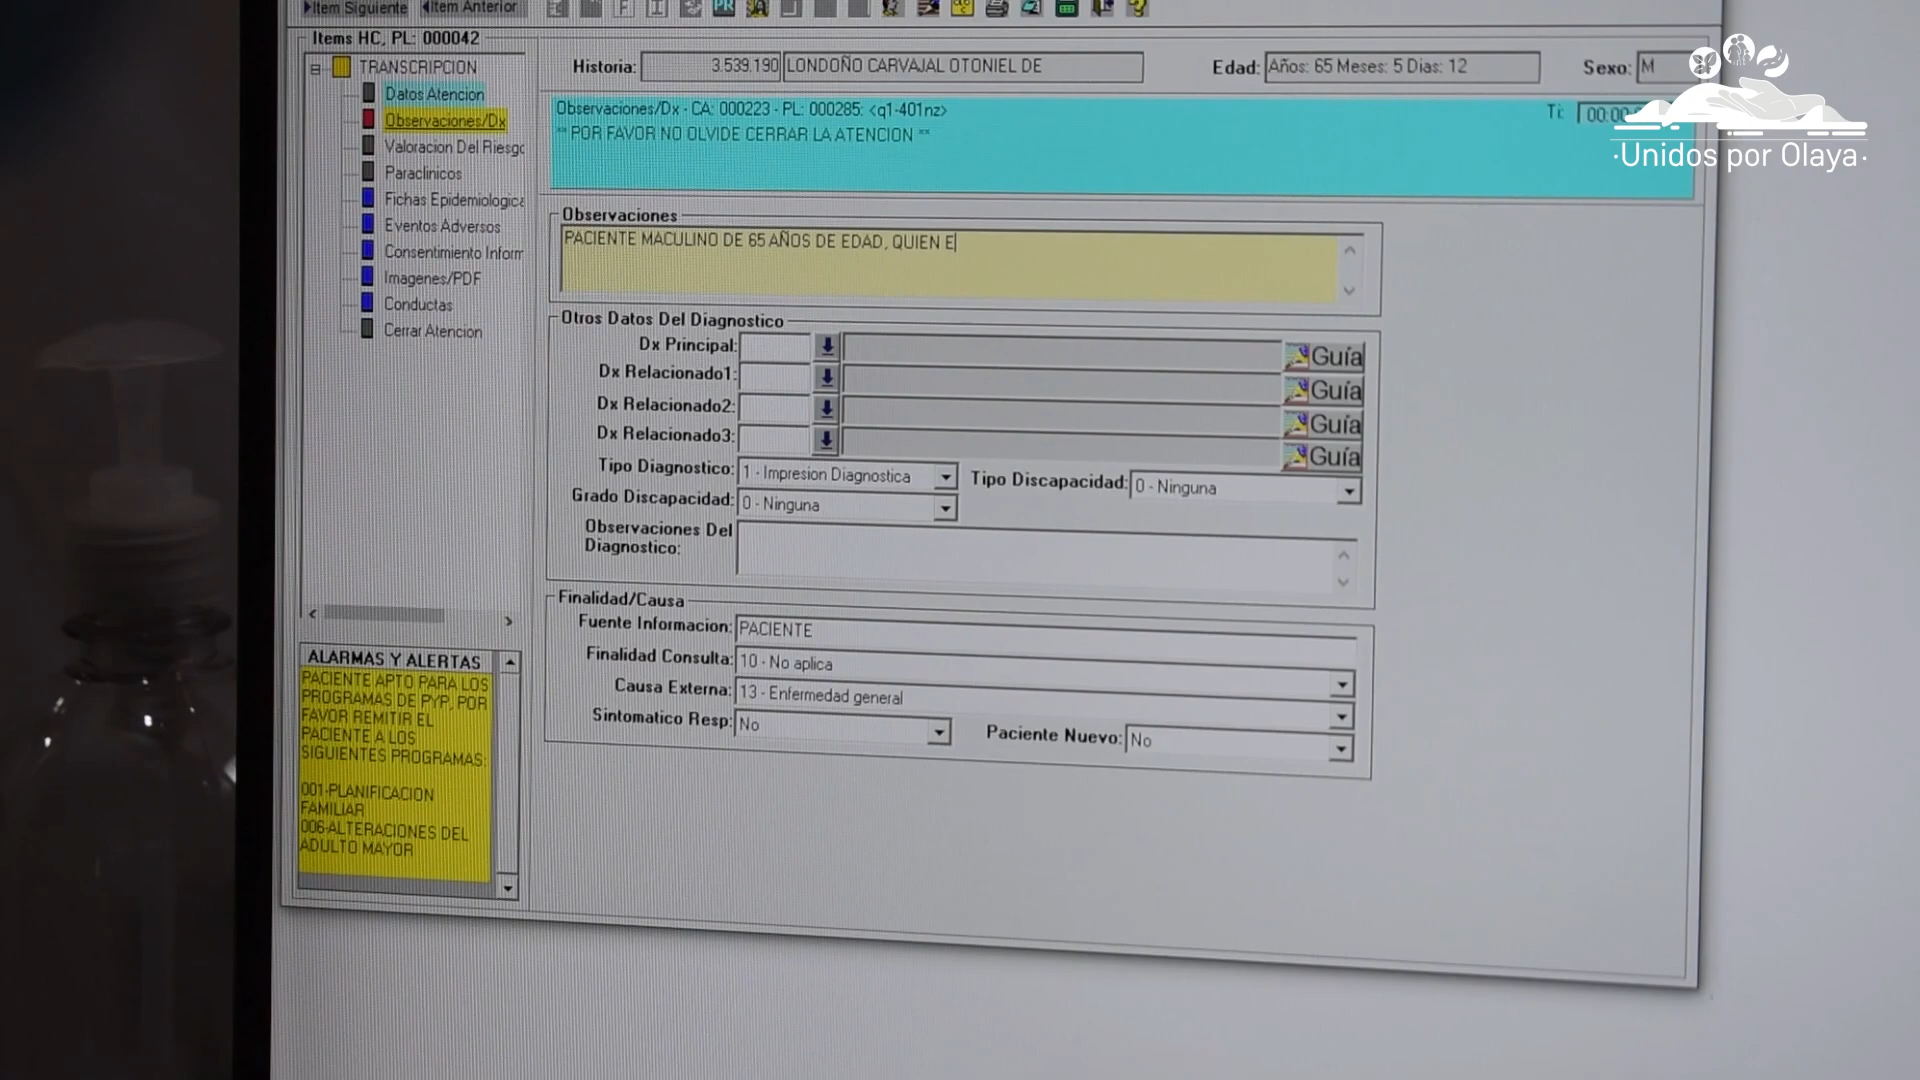 Item Siguiente
Item Anterior
Items HC, PL: 000042
TRANSCRIPCION
Datos Atencion
Observaciones/Dx
Valoracion Del Riesgo
Paraclinicos
Fichas Epidemiologica
Eventos Adversos
Consentimiento Inform
Imagenes/PDF
Conductas
Cerrar Atencion
Historia: 3.539.190 LONDOÑO CARVAJAL OTONIEL DE
Edad: Años: 65 Meses: 5 Dias: 12
Sexo: M
Observaciones/Dx - CA: 000223 - PL: 000285: <q1-401nz>
** POR FAVOR NO OLVIDE CERRAR LA ATENCION **
Ti: 00:00
·Unidos por Olaya·
Observaciones
PACIENTE MACULINO DE 65 AÑOS DE EDAD, QUIEN E
Otros Datos Del Diagnostico
Dx Principal: Guía
Dx Relacionado1: Guía
Dx Relacionado2: Guía
Dx Relacionado3: Guía
Tipo Diagnostico: 1 - Impresion Diagnostica
Tipo Discapacidad: 0 - Ninguna
Grado Discapacidad: 0 - Ninguna
Observaciones Del
Diagnostico:
Finalidad/Causa
Fuente Informacion: PACIENTE
Finalidad Consulta: 10 - No aplica
Causa Externa: 13 - Enfermedad general
Sintomatico Resp: No
Paciente Nuevo: No
ALARMAS Y ALERTAS
PACIENTE APTO PARA LOS
PROGRAMAS DE PYP, POR
FAVOR REMITIR EL
PACIENTE A LOS
SIGUIENTES PROGRAMAS:
001-PLANIFICACION
FAMILIAR
006-ALTERACIONES DEL
ADULTO MAYOR